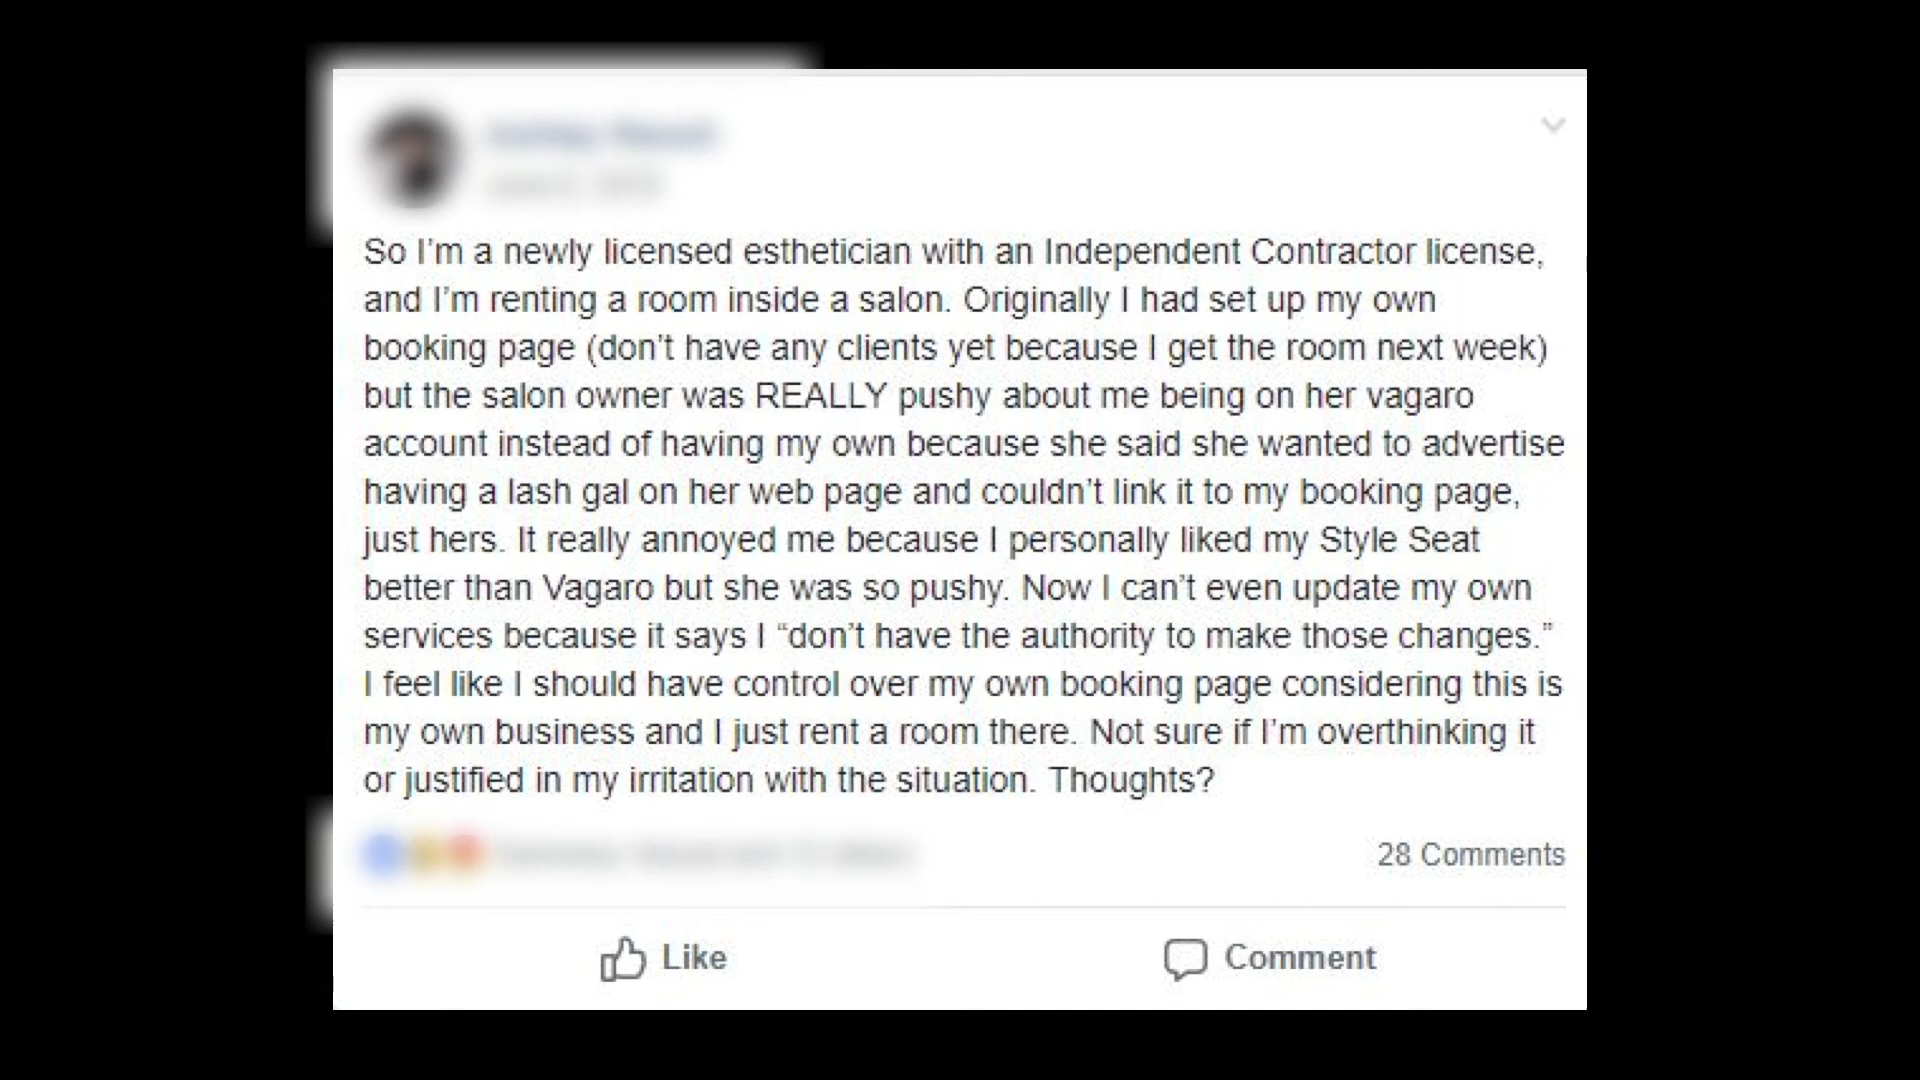 So I’m a newly licensed esthetician with an Independent Contractor license,
and I’m renting a room inside a salon. Originally I had set up my own
booking page (don’t have any clients yet because I get the room next week)
but the salon owner was REALLY pushy about me being on her vagaro
account instead of having my own because she said she wanted to advertise
having a lash gal on her web page and couldn’t link it to my booking page,
just hers. It really annoyed me because I personally liked my Style Seat
better than Vagaro but she was so pushy. Now I can’t even update my own
services because it says I “don’t have the authority to make those changes.”
I feel like I should have control over my own booking page considering this is
my own business and I just rent a room there. Not sure if I’m overthinking it
or justified in my irritation with the situation. Thoughts?
28 Comments
Like Comment